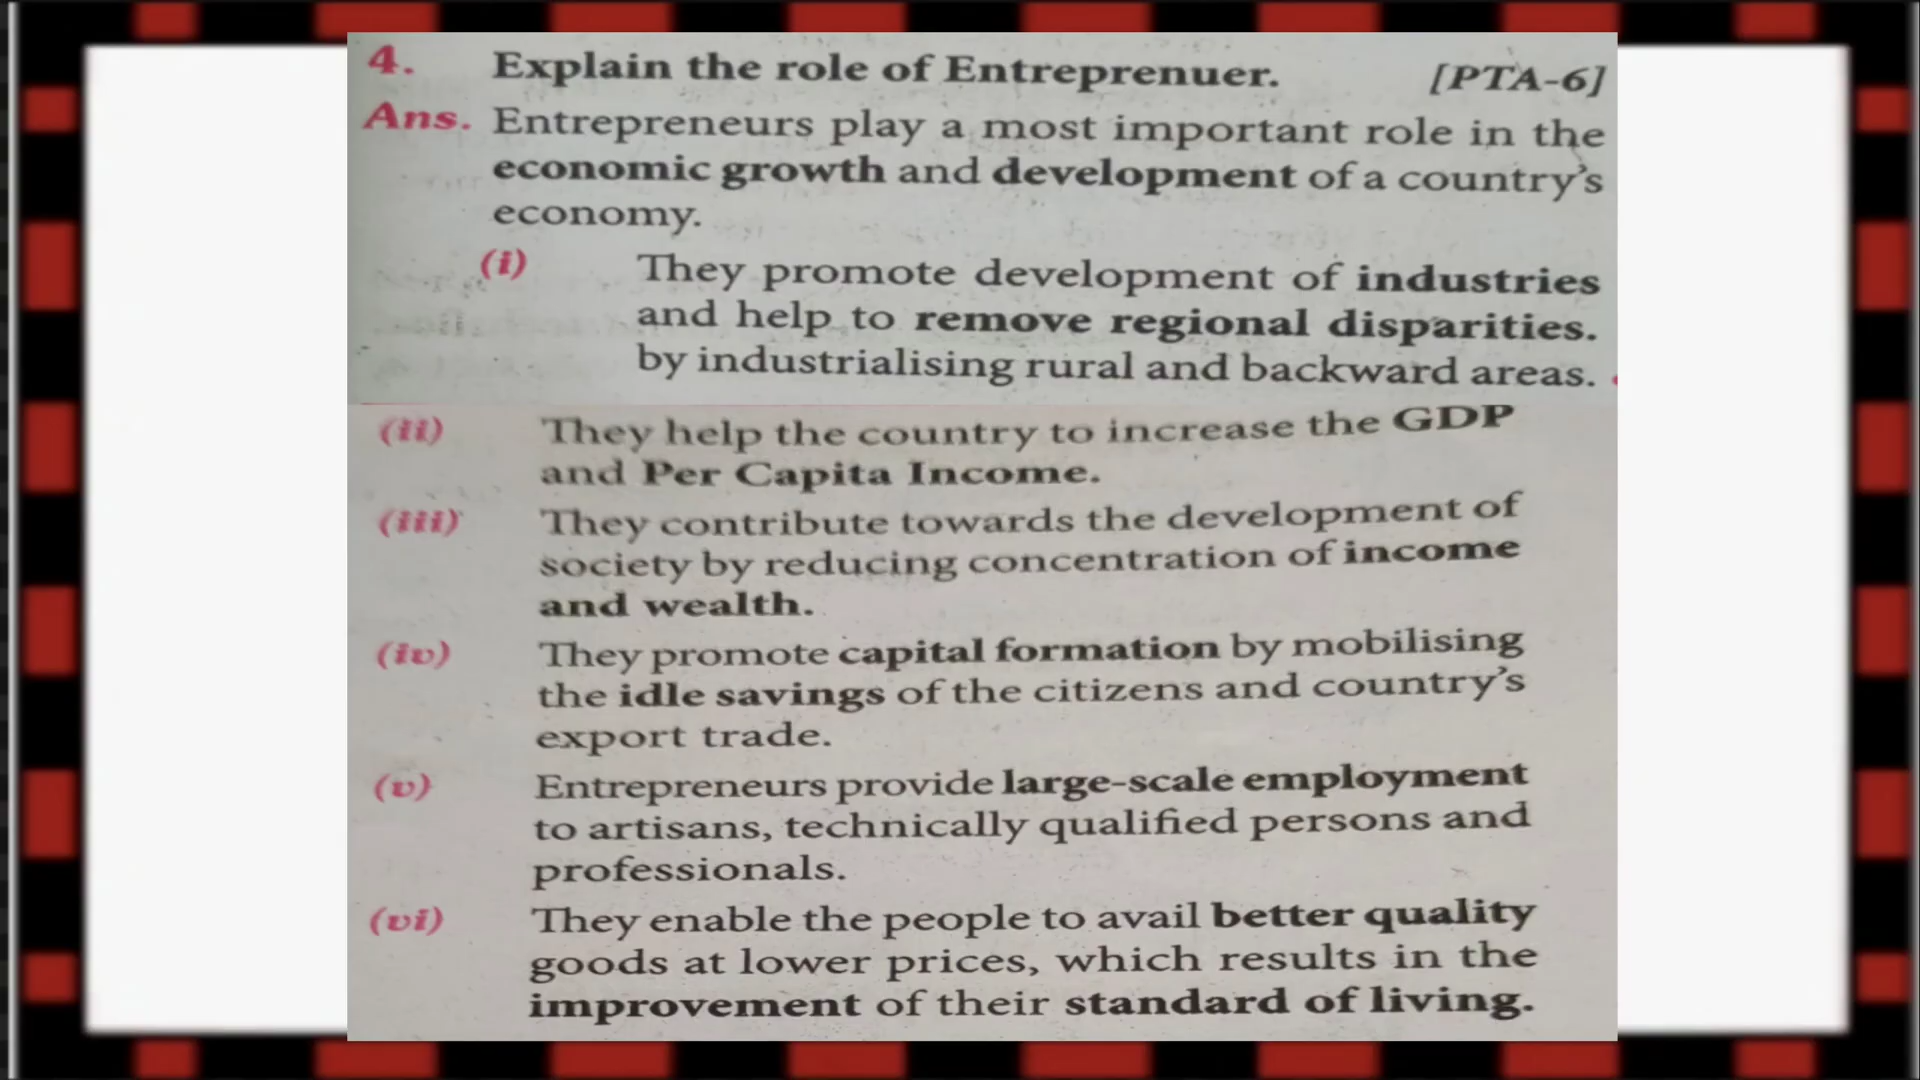 4. Explain the role of Entreprenuer. [PTA-6]
Ans. Entrepreneurs play a most important role in the
economic growth and development of a country's
economy.
(i) They promote development of industries
and help to remove regional disparities.
by industrialising rural and backward areas.
(ii) They help the country to increase the GDP
and Per Capita Income.
(iii) They contribute towards the development of
society by reducing concentration of income
and wealth.
(iv) They promote capital formation by mobilising
the idle savings of the citizens and country's
export trade.
(v) Entrepreneurs provide large-scale employment
to artisans, technically qualified persons and
professionals.
(vi) They enable the people to avail better quality
goods at lower prices, which results in the
improvement of their standard of living.